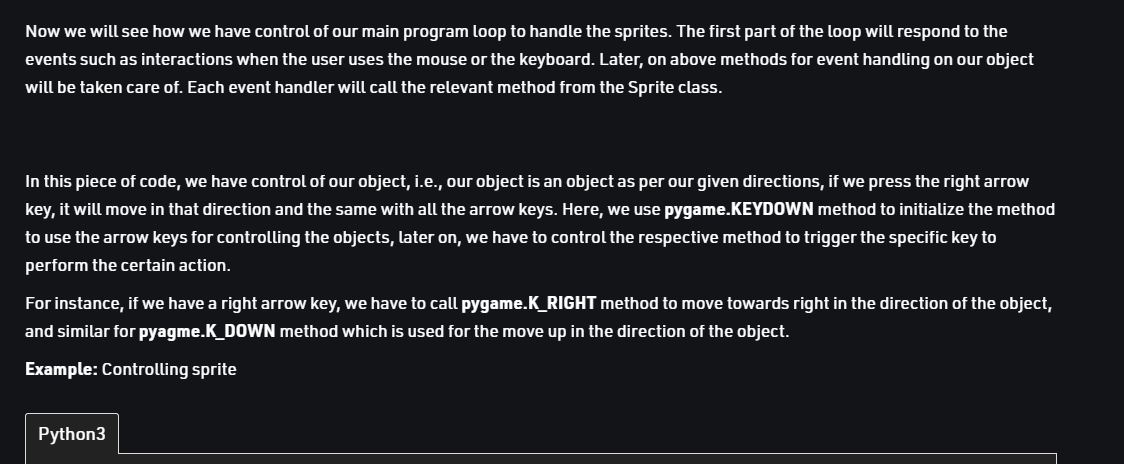 Now we will see how we have control of our main program loop to handle the sprites. The first part of the loop will respond to the
events such as interactions when the user uses the mouse or the keyboard. Later, on above methods for event handling on our object
will be taken care of. Each event handler will call the relevant method from the Sprite class.
In this piece of code, we have control of our object, i.e., our object is an object as per our given directions, if we press the right arrow
key, it will move in that direction and the same with all the arrow keys. Here, we use pygame.KEYDOWN method to initialize the method
to use the arrow keys for controlling the objects, later on, we have to control the respective method to trigger the specific key to
perform the certain action.
For instance, if we have a right arrow key, we have to call pygame.K_RIGHT method to move towards right in the direction of the object,
and similar for pyagme.K_DOWN method which is used for the move up in the direction of the object.
Example: Controlling sprite
Python3